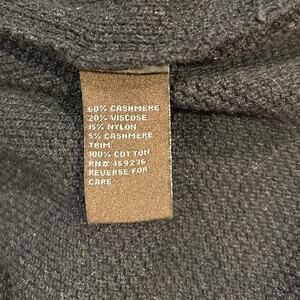 60% CASHMERE
20% VISCOSE
15% NYLON
5% CASHMERE
TRIM:
100% COTTON
RN# 159236
REVERSE FOR
CARE